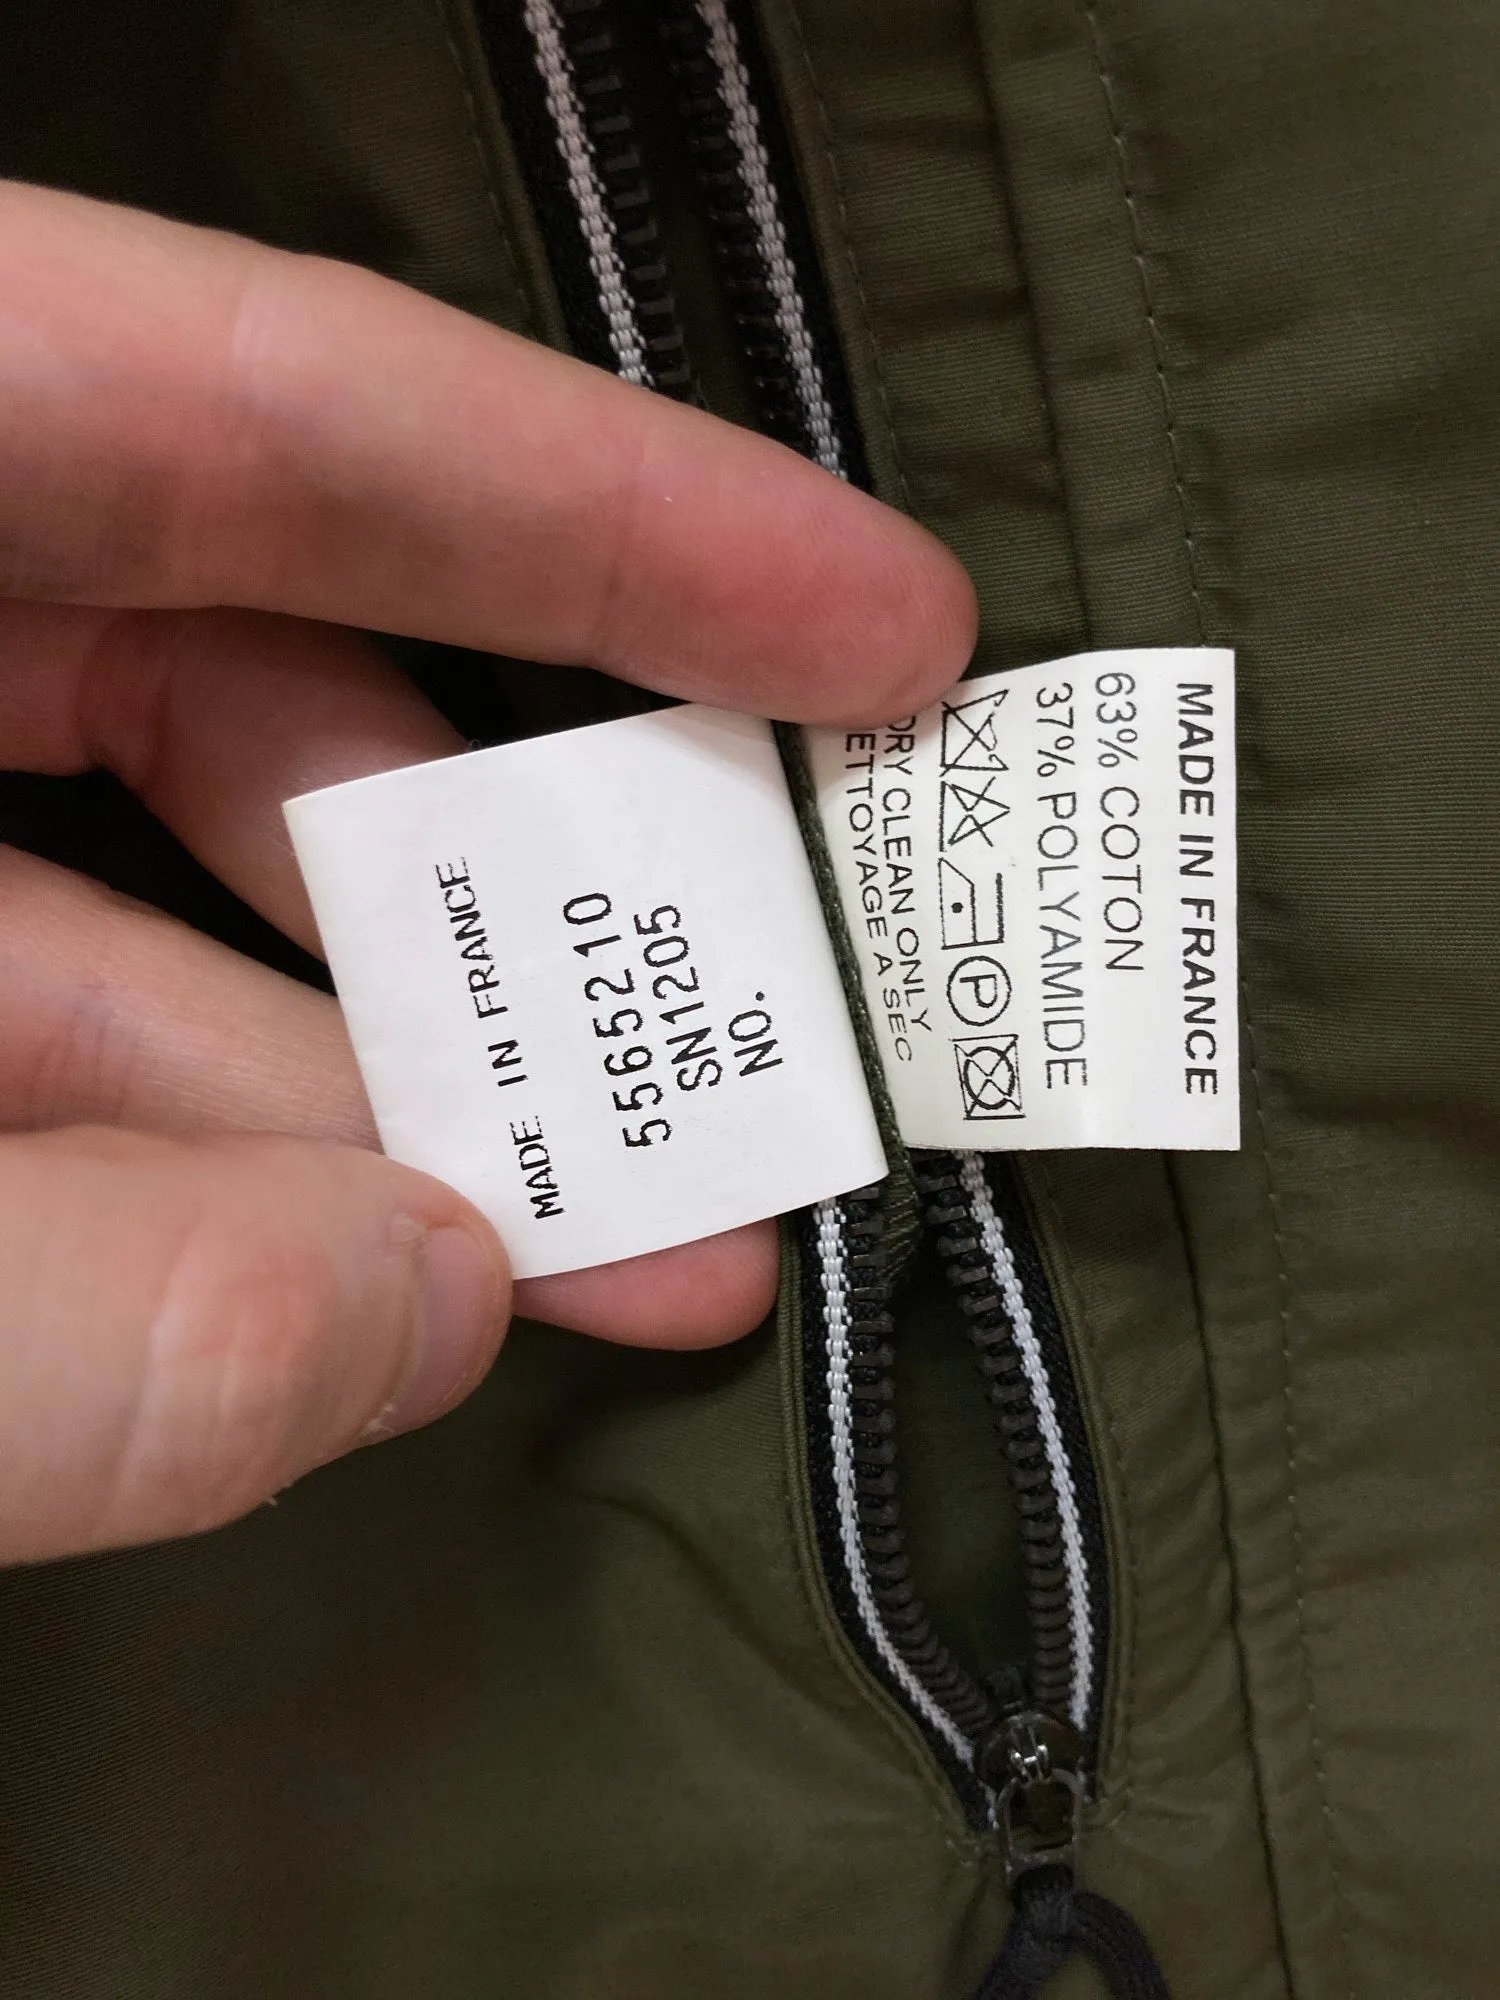 MADE IN FRANCE
63% COTON
37% POLYAMIDE
P
DRY CLEAN ONLY
ETTOYAGE A SEC
NO.
SN1205
5565210
MADE IN FRANCE